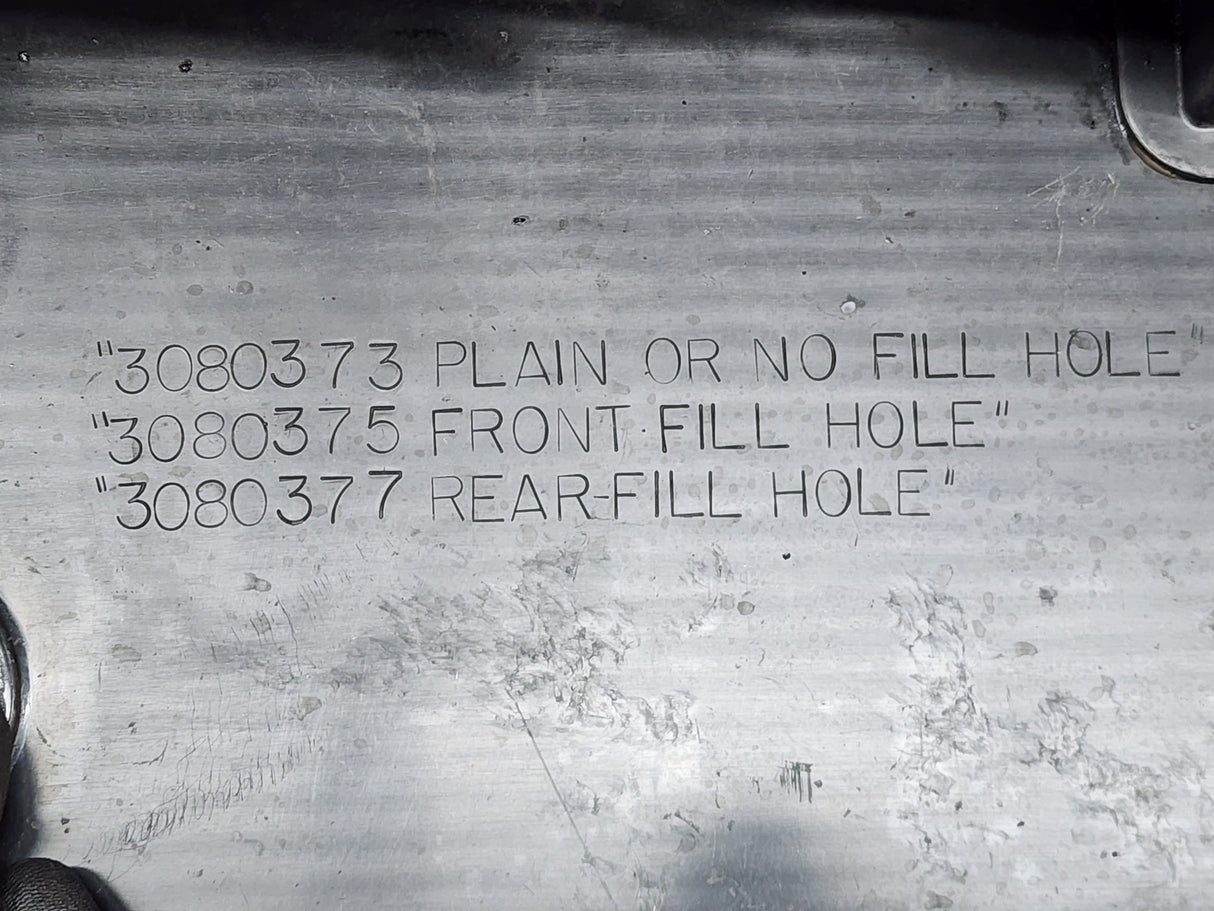 "3080373 PLAIN OR NO FILL HOLE"
"3080375 FRONT FILL HOLE"
"3080377 REAR-FILL HOLE"